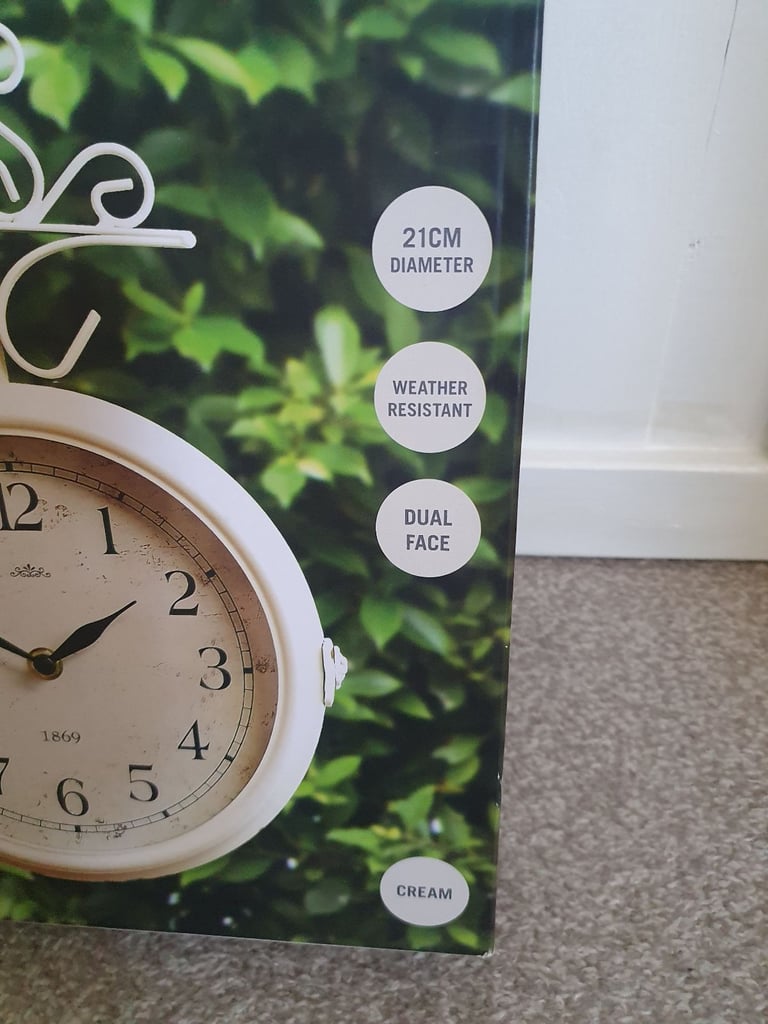 21CM
DIAMETER
WEATHER
RESISTANT
DUAL
FACE
12
1
2
3
4
5
6
7
1869
CREAM